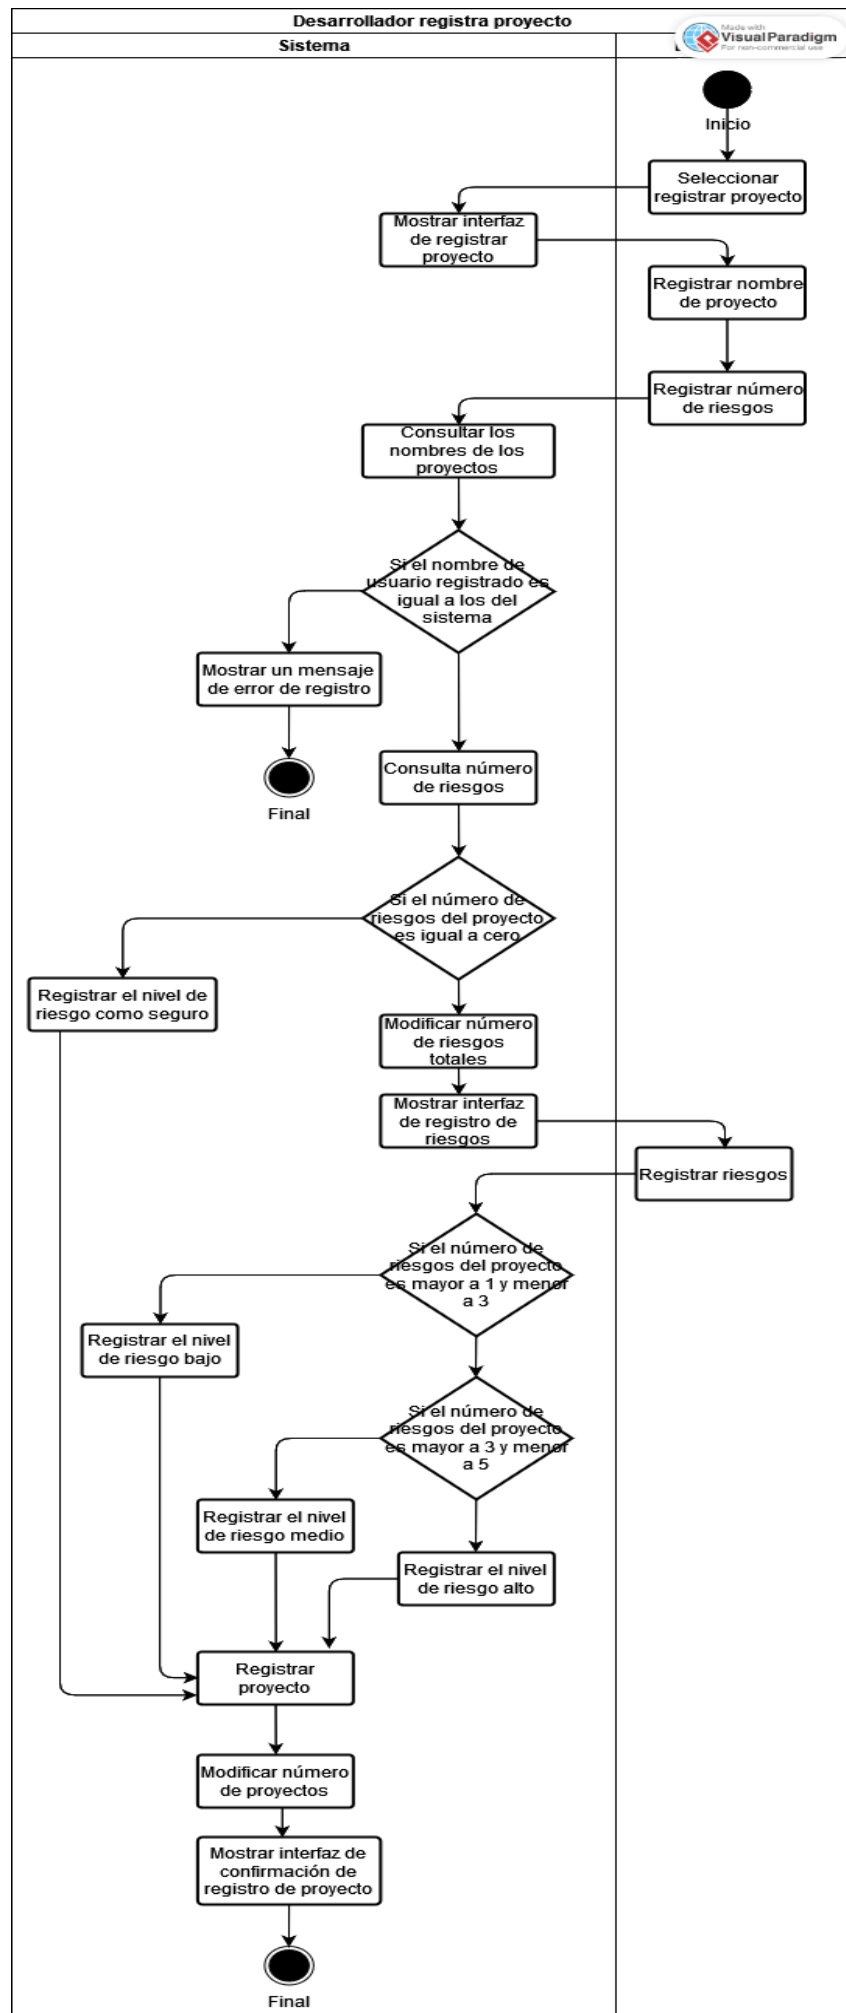 Desarrollador registra proyecto
Made with
Visual Paradigm
For non-commercial use
Sistema
Inicio
Seleccionar
registrar proyecto
Mostrar interfaz
de registrar
proyecto
Registrar nombre
de proyecto
Registrar número
de riesgos
Consultar los
nombres de los
proyectos
Si el nombre de
usuario registrado es
igual a los del
sistema
Mostrar un mensaje
de error de registro
Final
Consulta número
de riesgos
Si el número de
riesgos del proyecto
es igual a cero
Registrar el nivel de
riesgo como seguro
Modificar número
de riesgos
totales
Mostrar interfaz
de registro de
riesgos
Registrar riesgos
Si el número de
riesgos del proyecto
es mayor a 1 y menor
a 3
Registrar el nivel
de riesgo bajo
Si el número de
riesgos del proyecto
es mayor a 3 y menor
a 5
Registrar el nivel
de riesgo medio
Registrar el nivel
de riesgo alto
Registrar
proyecto
Modificar número
de proyectos
Mostrar interfaz de
confirmación de
registro de proyecto
Final